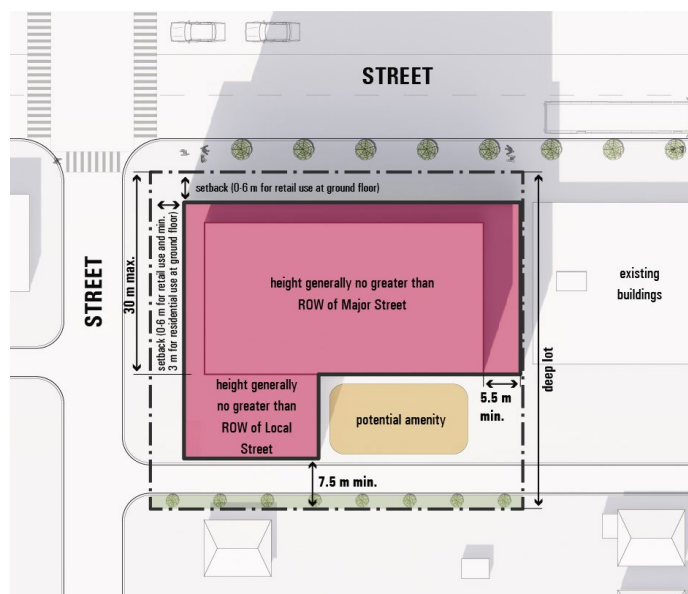 STREET
setback (0-6 m for retail use at ground floor)
STREET
30 m max.
setback (0-6 m for retail use and min.
3 m for residential use at ground floor)
height generally no greater than
ROW of Major Street
existing
buildings
deep lot
height generally
no greater than
ROW of Local
Street
potential amenity
5.5 m
min.
7.5 m min.